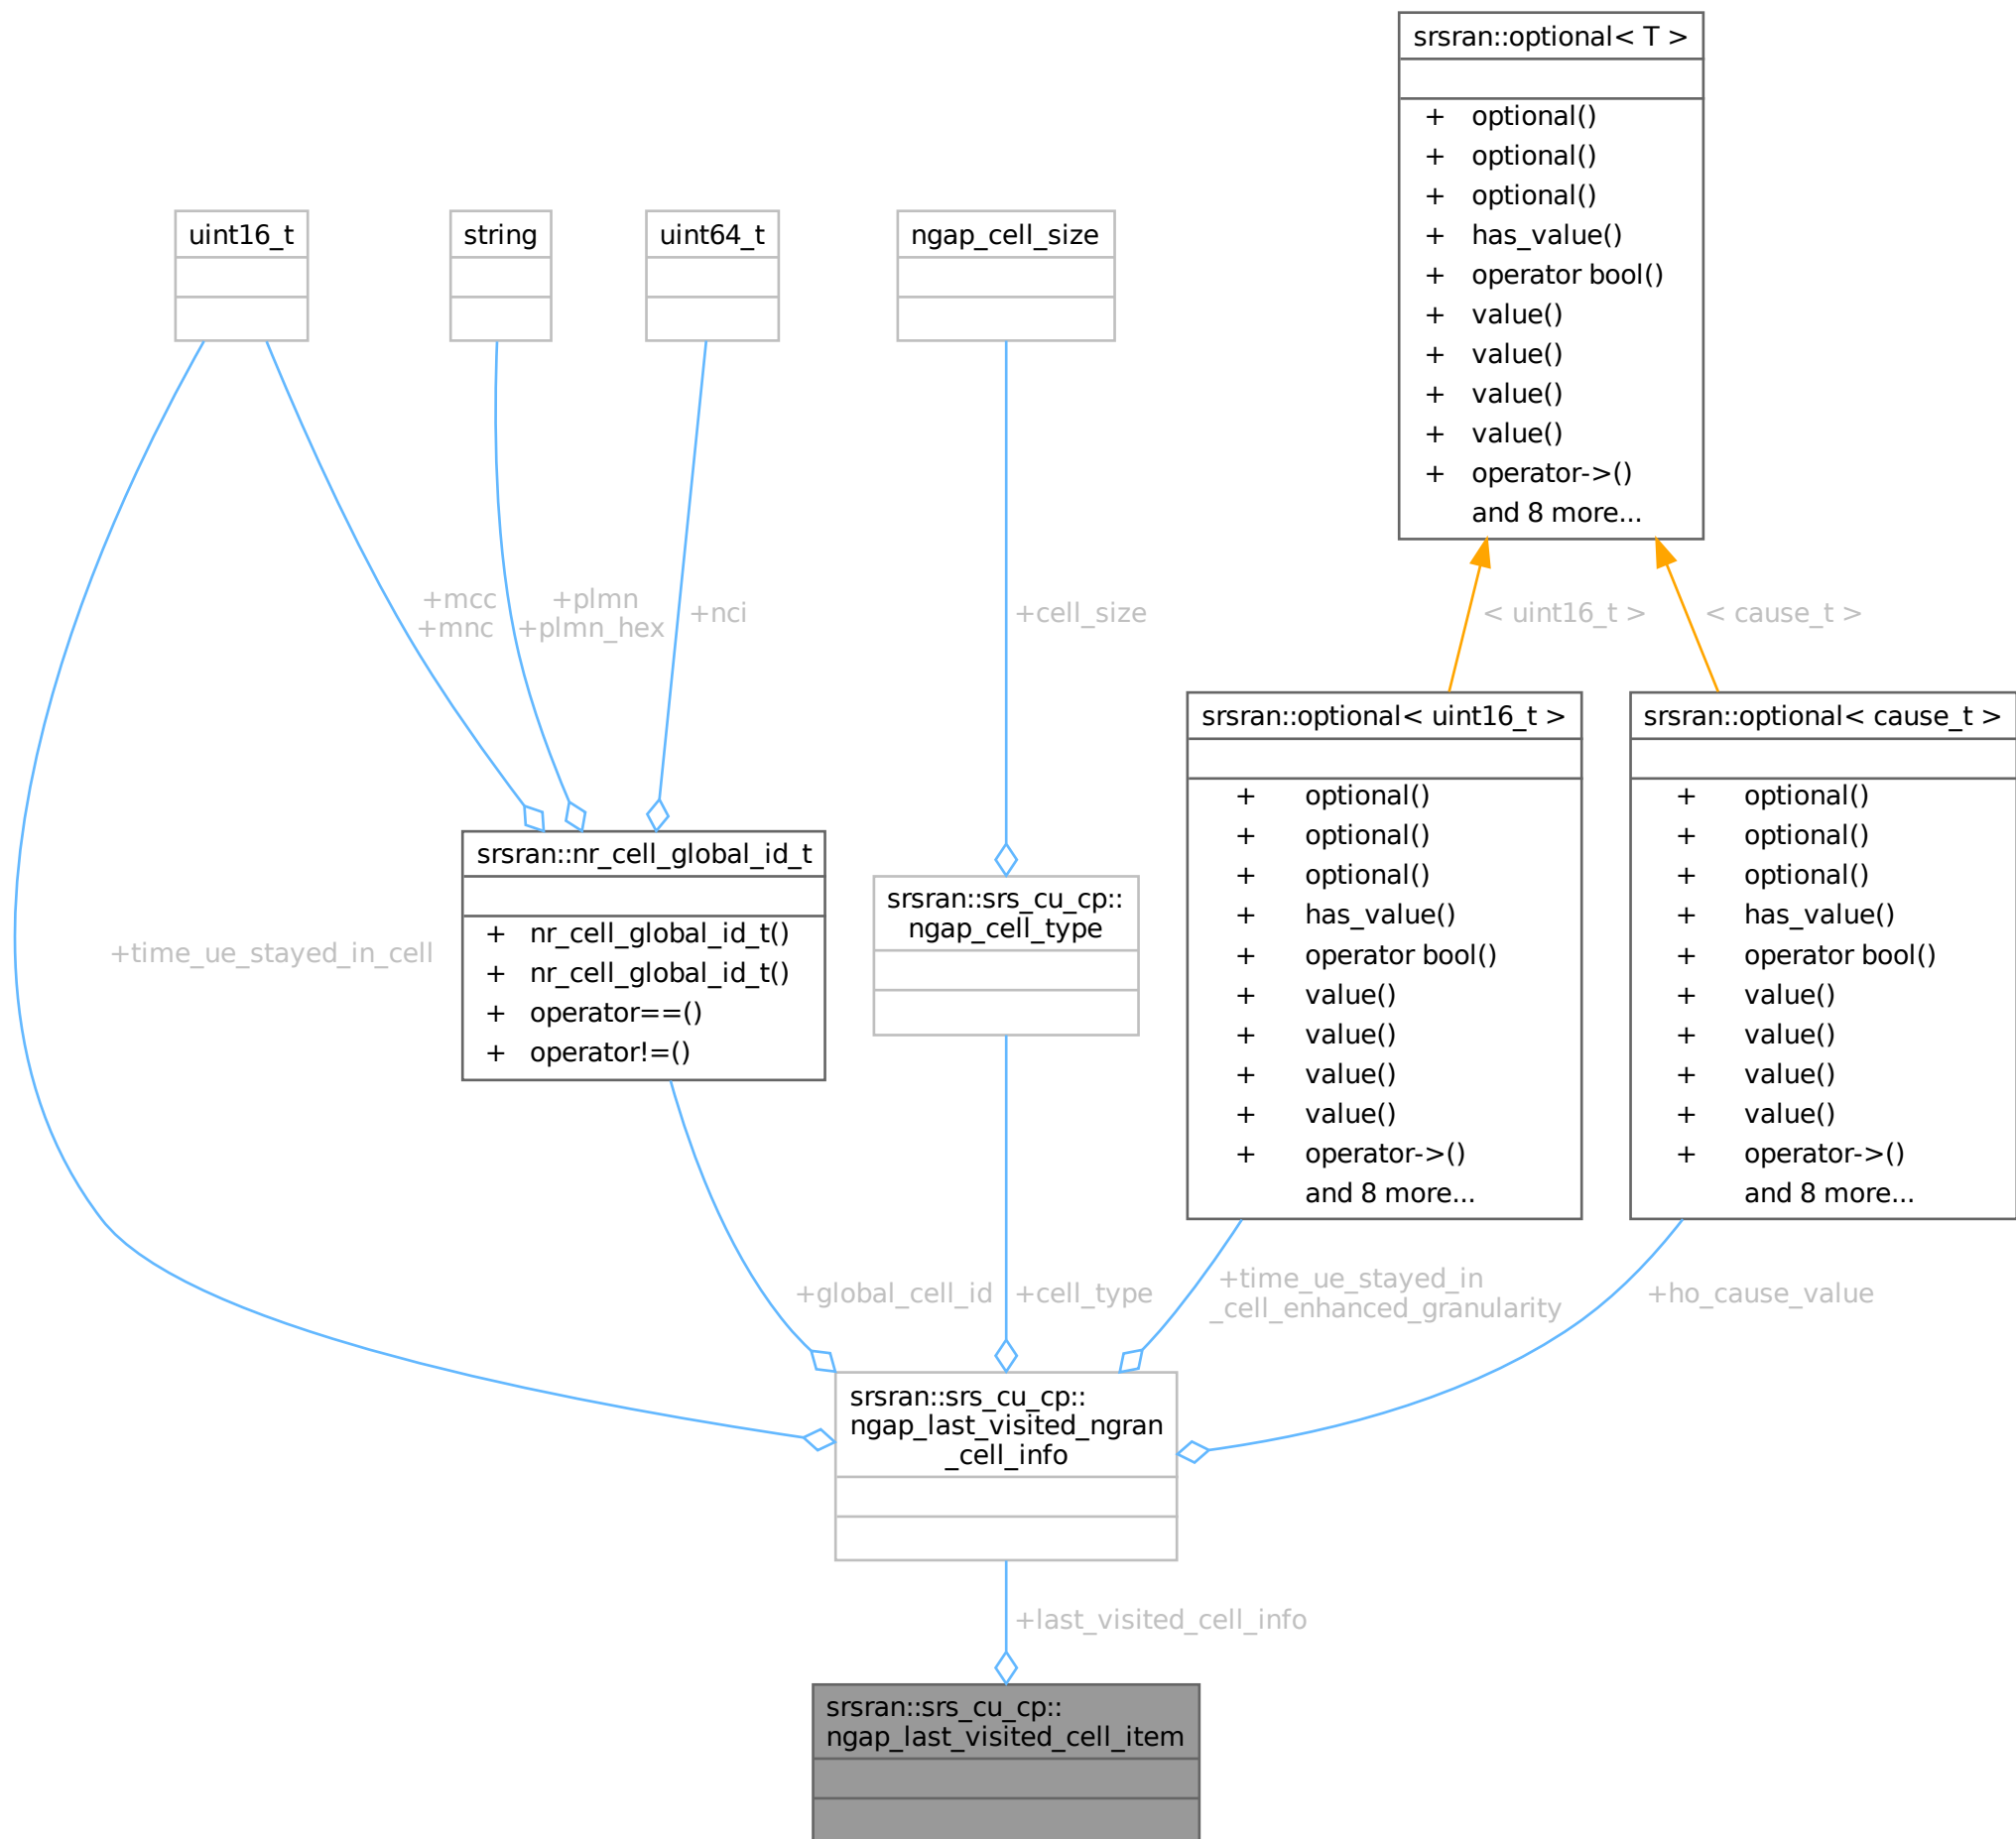 srsran::optional< T >
+ optional()
+ optional()
+ optional()
+ has_value()
+ operator bool()
+ value()
+ value()
+ value()
+ value()
+ operator->()
and 8 more...
uint16_t
string
uint64_t
ngap_cell_size
+mcc
+mnc
+plmn
+plmn_hex
+nci
+cell_size
< uint16_t >
< cause_t >
srsran::optional< uint16_t >
+ optional()
+ optional()
+ optional()
+ has_value()
+ operator bool()
+ value()
+ value()
+ value()
+ value()
+ operator->()
and 8 more...
srsran::optional< cause_t >
+ optional()
+ optional()
+ optional()
+ has_value()
+ operator bool()
+ value()
+ value()
+ value()
+ value()
+ operator->()
and 8 more...
srsran::nr_cell_global_id_t
+ nr_cell_global_id_t()
+ nr_cell_global_id_t()
+ operator==()
+ operator!=()
srsran::srs_cu_cp::
ngap_cell_type
+time_ue_stayed_in_cell
+global_cell_id
+cell_type
+time_ue_stayed_in
_cell_enhanced_granularity
+ho_cause_value
srsran::srs_cu_cp::
ngap_last_visited_ngran
_cell_info
+last_visited_cell_info
srsran::srs_cu_cp::
ngap_last_visited_cell_item